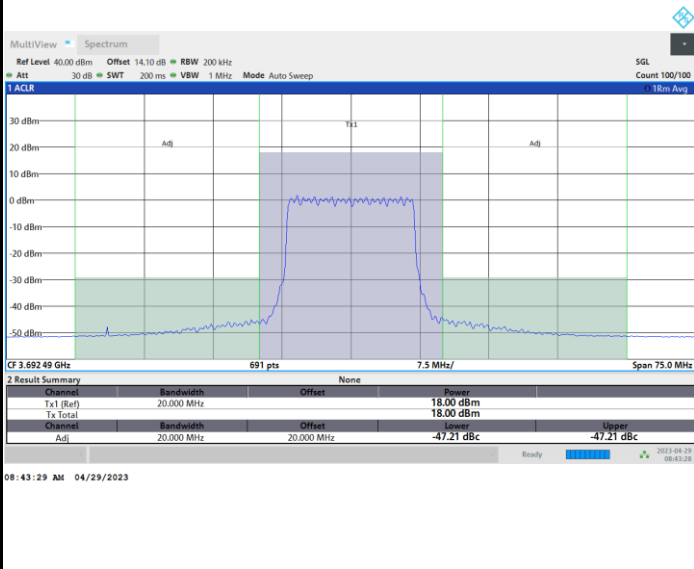 MultiView Spectrum
Ref Level 40.00 dBm Offset 14.10 dB RBW 200 kHz SGL
Att 30 dB SWT 200 ms VBW 1 MHz Mode Auto Sweep Count 100/100
1 ACLR 1Rm Avg
30 dBm
Tx1
20 dBm Adj Adj
10 dBm
0 dBm
-10 dBm
-20 dBm
-30 dBm
-40 dBm
-50 dBm
CF 3.692 49 GHz 691 pts 7.5 MHz/ Span 75.0 MHz
2 Result Summary None
Channel Bandwidth Offset Power
Tx1 (Ref) 20.000 MHz 18.00 dBm
Tx Total 18.00 dBm
Channel Bandwidth Offset Lower Upper
Adj 20.000 MHz 20.000 MHz -47.21 dBc -47.21 dBc
Ready 2023-04-29
08:43:28
08:43:29 AM 04/29/2023